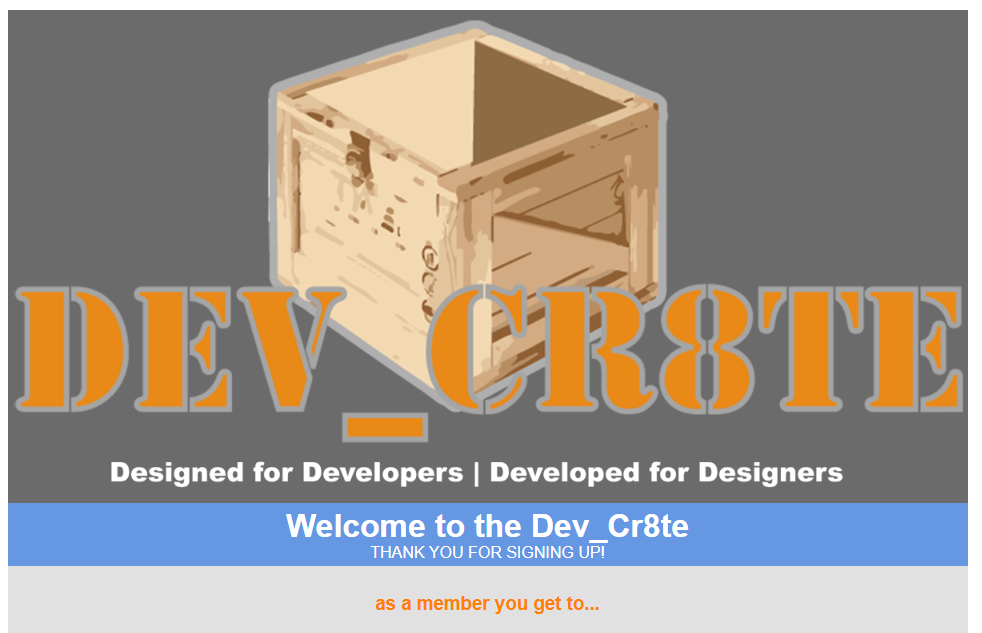 DEV_CR8TE
Designed for Developers | Developed for Designers
Welcome to the Dev_Cr8te
THANK YOU FOR SIGNING UP!
as a member you get to...